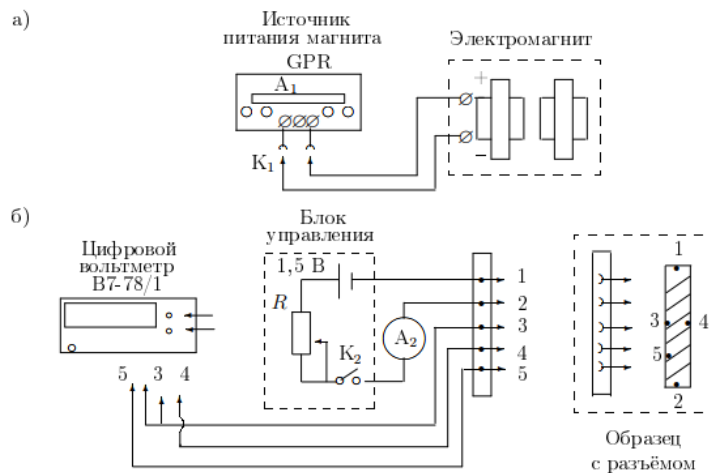 а)
Источник
питания магнита
GPR
A₁
K₁
Электромагнит
+
−
−
б)
Цифровой
вольтметр
В7-78/1
5 3 4
Блок
управления
1,5 В
R
K₂
A₂
1
2
3
4
5
1
3 4
5
2
Образец
с разъёмом